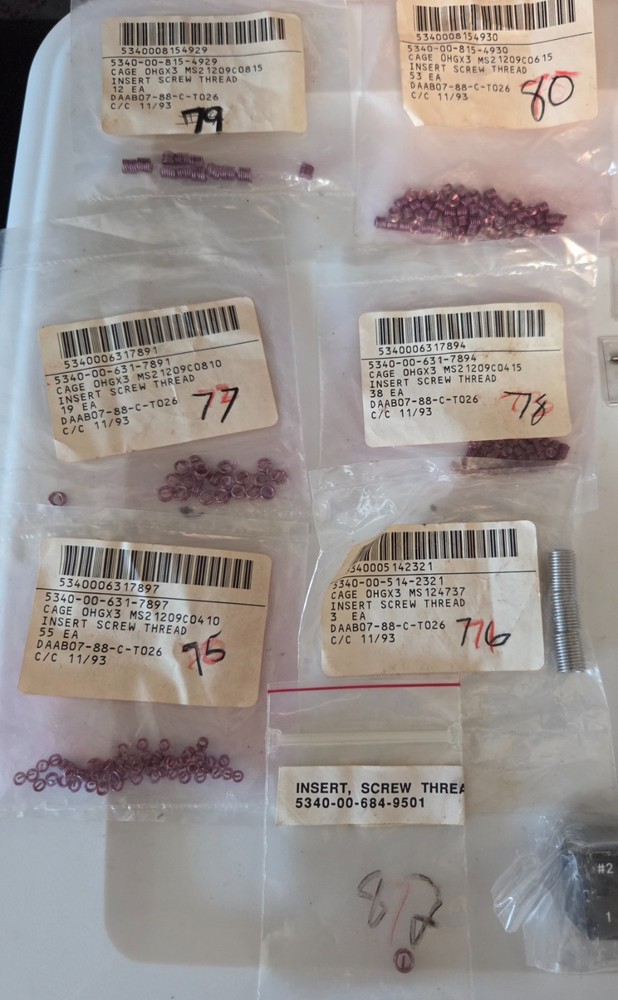 5340008154929
5340-00-815-4929
CAGE OHGX3 MS21209C0815
INSERT SCREW THREAD
12 EA
DAAB07-88-C-T026
C/C 11/93
79
5340008154930
5340-00-815-4930
CAGE OHGX3 MS21209C0615
INSERT SCREW THREAD
53 EA
DAAB07-88-C-T026
C/C 11/93
80
5340006317891
5340-00-631-7891
CAGE OHGX3 MS21209C0810
INSERT SCREW THREAD
19 EA
DAAB07-88-C-T026
C/C 11/93
77
5340006317894
5340-00-631-7894
CAGE OHGX3 MS21209C0415
INSERT SCREW THREAD
38 EA
DAAB07-88-C-T026
C/C 11/93
78
5340006317897
5340-00-631-7897
CAGE OHGX3 MS21209C0410
INSERT SCREW THREAD
55 EA
DAAB07-88-C-T026
C/C 11/93
75
5340005142321
5340-00-514-2321
CAGE OHGX3 MS124737
INSERT SCREW THREAD
3 EA
DAAB07-88-C-T026
C/C 11/93
76
INSERT, SCREW THREA
5340-00-684-9501
#2
1